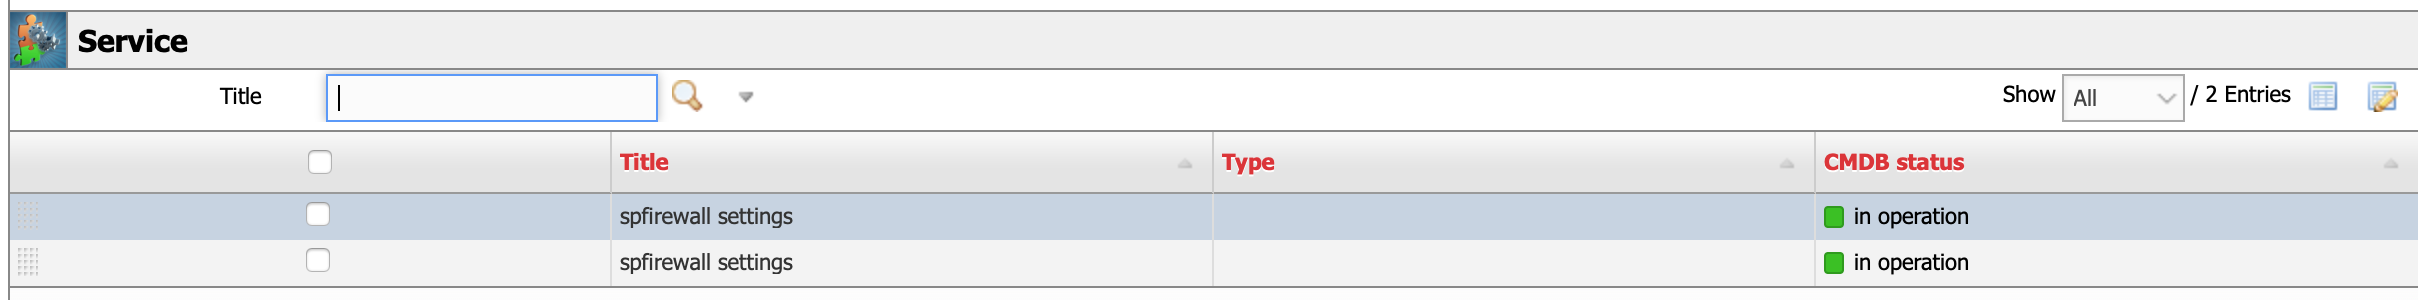 Service
Title
Show All / 2 Entries
Title Type CMDB status
spfirewall settings in operation
spfirewall settings in operation